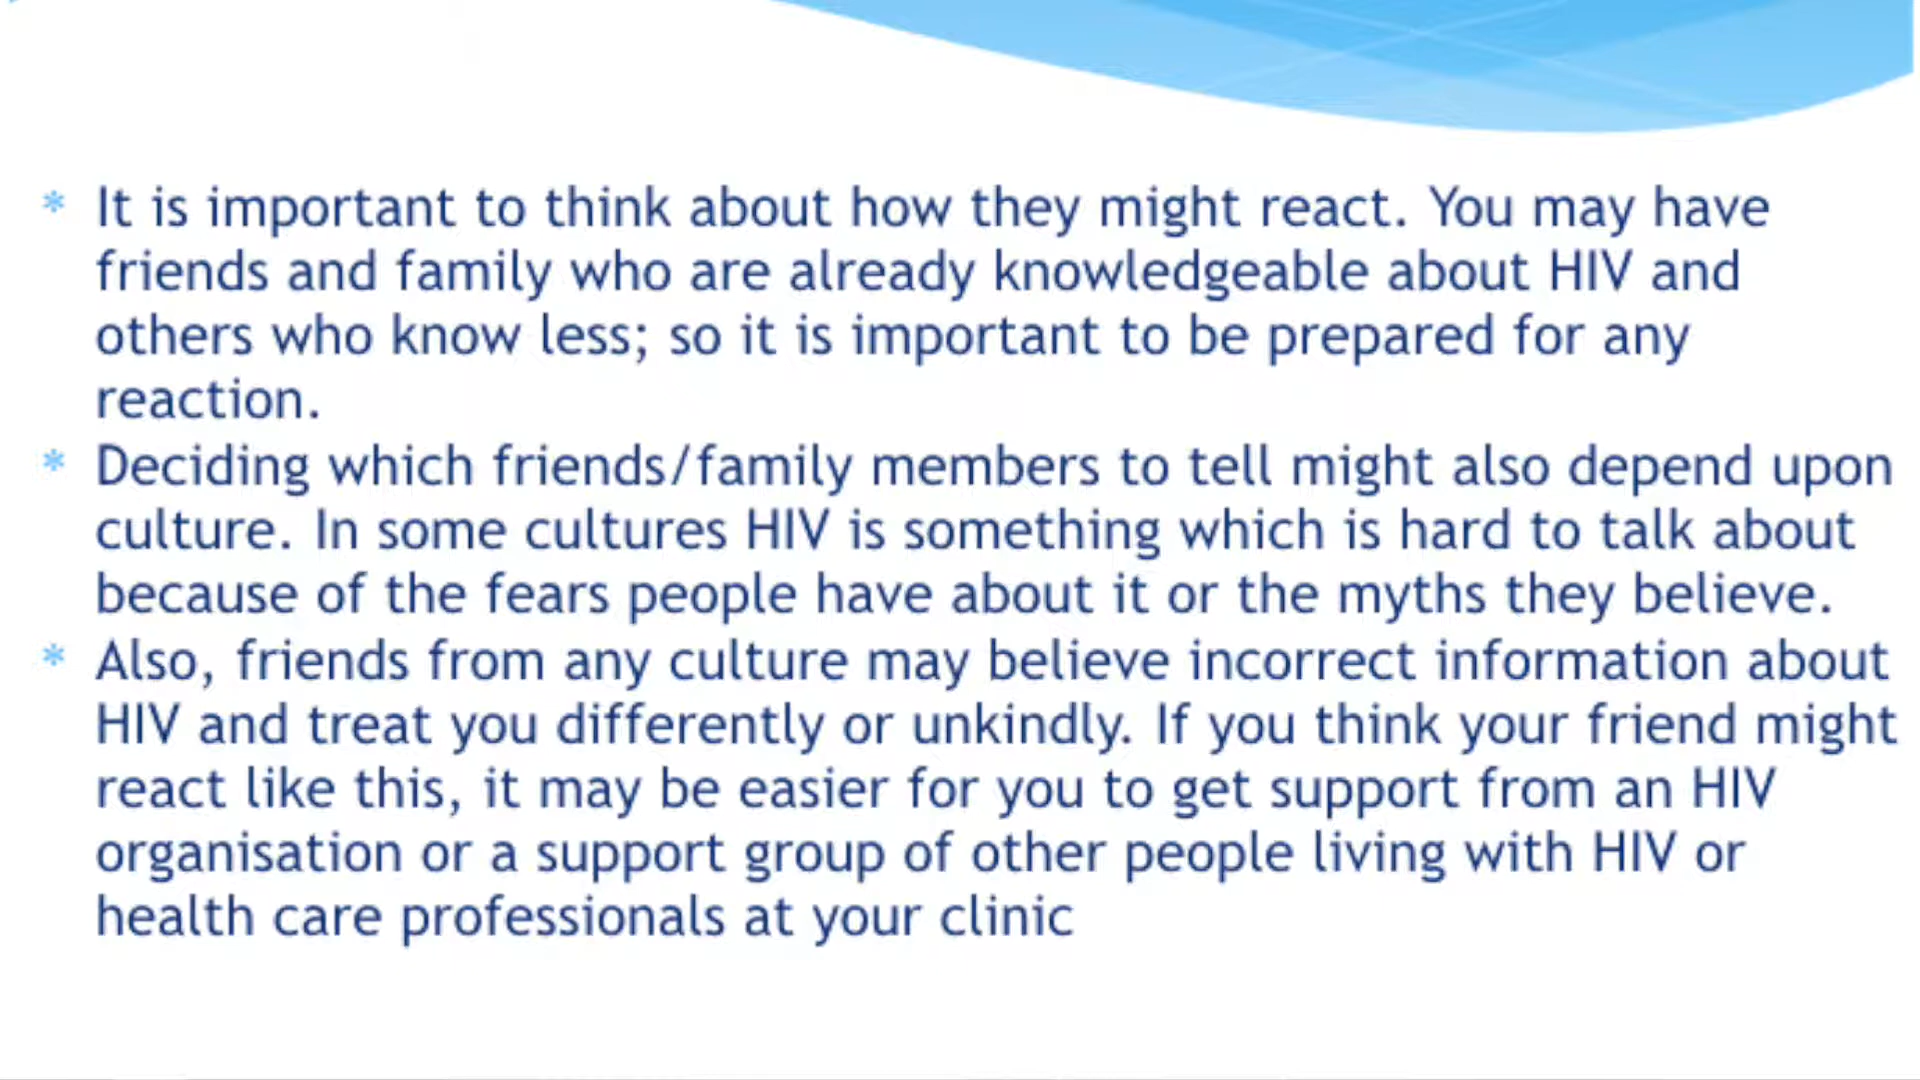 * It is important to think about how they might react. You may have
friends and family who are already knowledgeable about HIV and
others who know less; so it is important to be prepared for any
reaction.
* Deciding which friends/family members to tell might also depend upon
culture. In some cultures HIV is something which is hard to talk about
because of the fears people have about it or the myths they believe.
* Also, friends from any culture may believe incorrect information about
HIV and treat you differently or unkindly. If you think your friend might
react like this, it may be easier for you to get support from an HIV
organisation or a support group of other people living with HIV or
health care professionals at your clinic